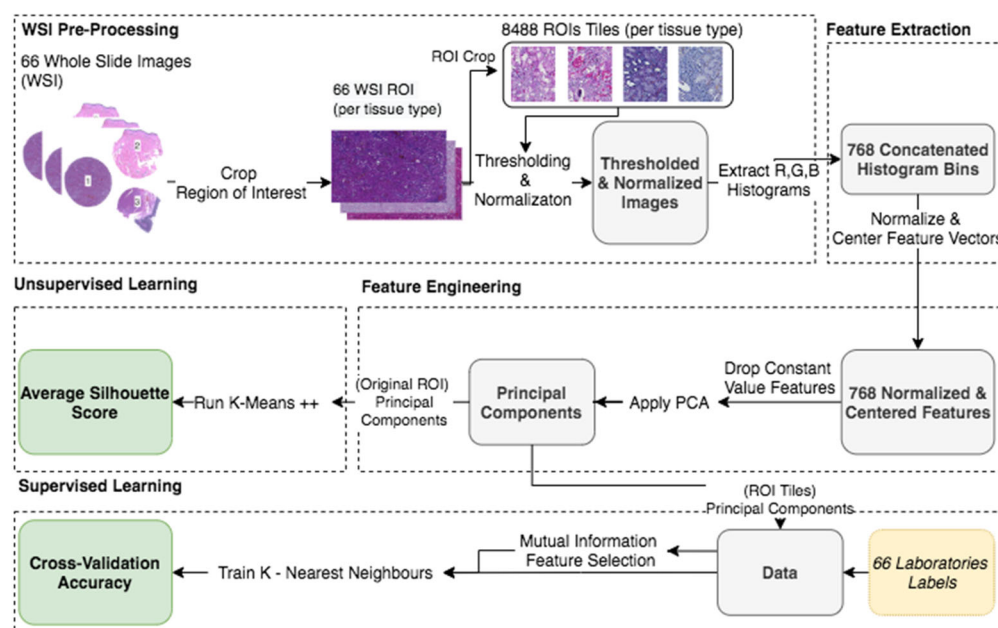 WSI Pre-Processing
66 Whole Slide Images
(WSI)
Crop
Region of Interest
66 WSI ROI
(per tissue type)
ROI Crop
8488 ROIs Tiles (per tissue type)
Thresholding
&
Normalizaton
Thresholded
& Normalized
Images
Extract R,G,B
Histograms
Feature Extraction
768 Concatenated
Histogram Bins
Normalize &
Center Feature Vectors
768 Normalized &
Centered Features
Feature Engineering
Drop Constant
Value Features
Apply PCA
Principal
Components
(Original ROI)
Principal
Components
Unsupervised Learning
Run K-Means ++
Average Silhouette
Score
Supervised Learning
(ROI Tiles)
Principal Components
66 Laboratories
Labels
Data
Mutual Information
Feature Selection
Train K - Nearest Neighbours
Cross-Validation
Accuracy